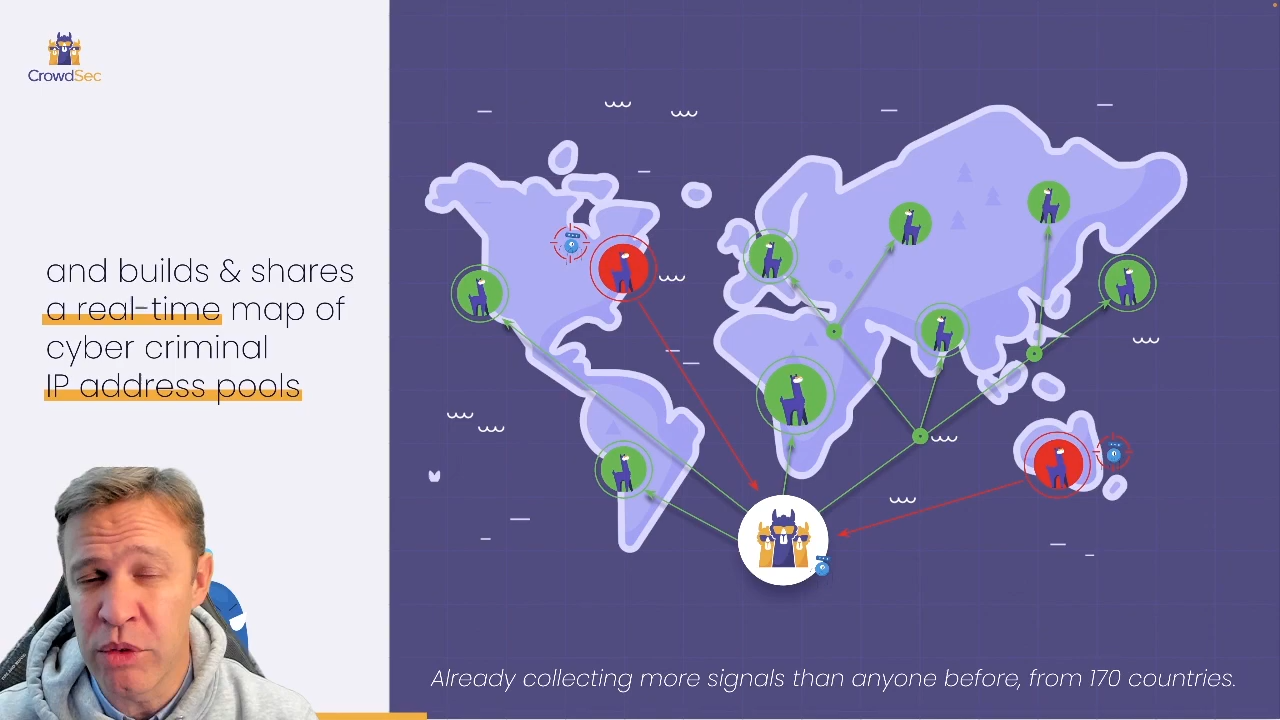 CrowdSec
and builds & shares
a real-time map of
cyber criminal
IP address pools
Already collecting more signals than anyone before, from 170 countries.